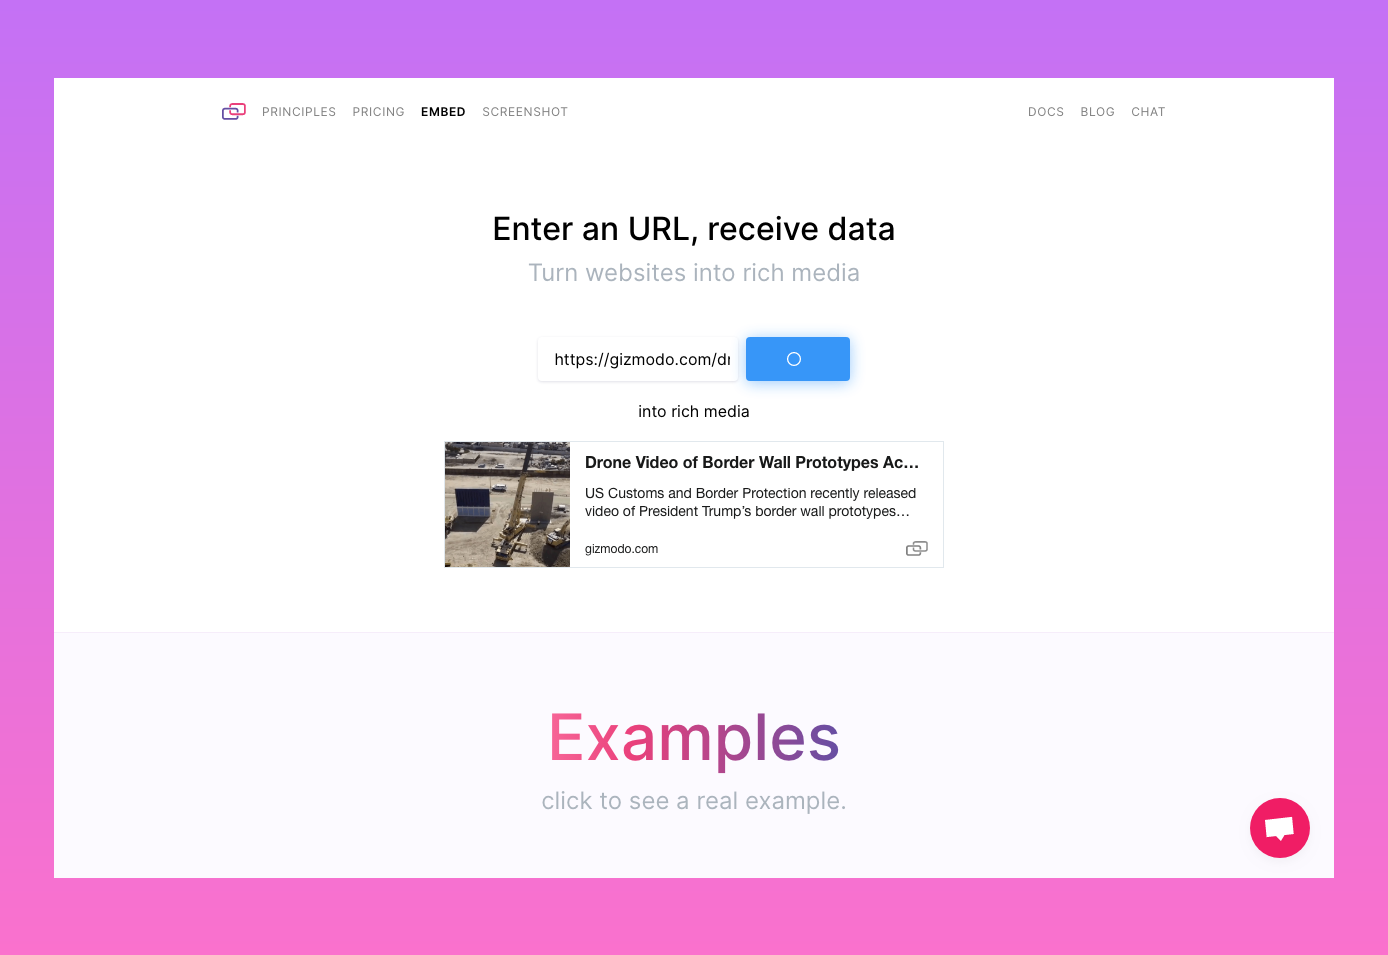 PRINCIPLES PRICING EMBED SCREENSHOT DOCS BLOG CHAT
Enter an URL, receive data
Turn websites into rich media
https://gizmodo.com/dr
into rich media
Drone Video of Border Wall Prototypes Ac...
US Customs and Border Protection recently released
video of President Trump’s border wall prototypes...
gizmodo.com
Examples
click to see a real example.